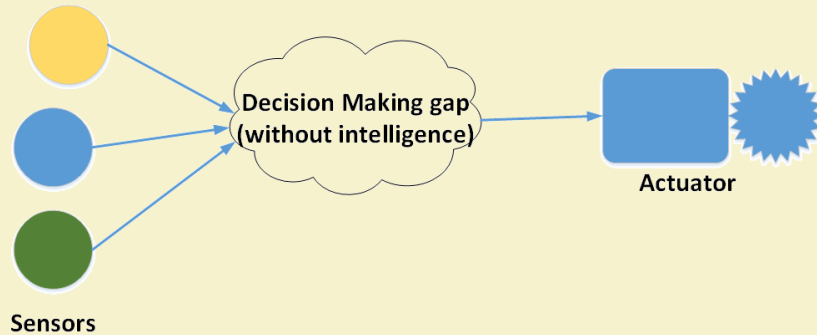 Decision Making gap
(without intelligence)
Actuator
Sensors